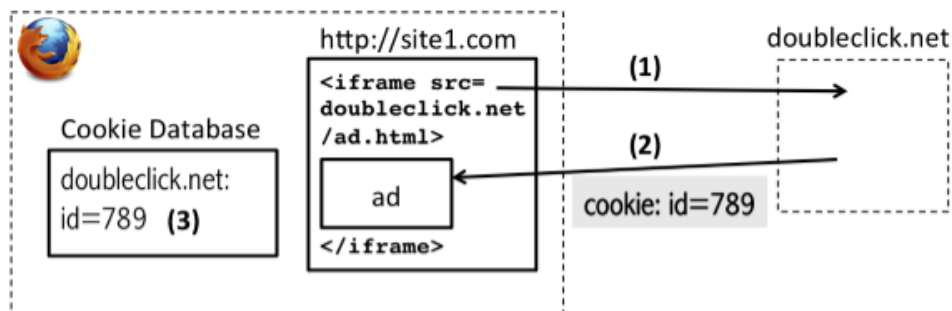 http://site1.com
doubleclick.net
(1)
<iframe src=
doubleclick.net
/ad.html>
Cookie Database
(2)
doubleclick.net:
id=789 (3)
ad
cookie: id=789
</iframe>